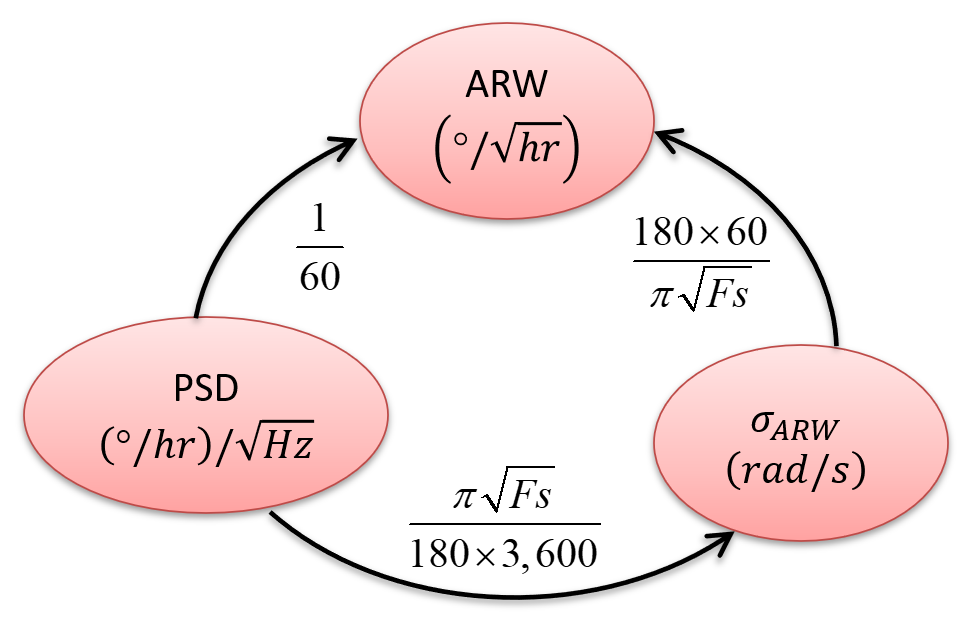 ARW
(°/√hr)
1
60
180×60
π√Fs
PSD
(°/hr)/√Hz
σ_ARW
(rad/s)
π√Fs
180×3,600